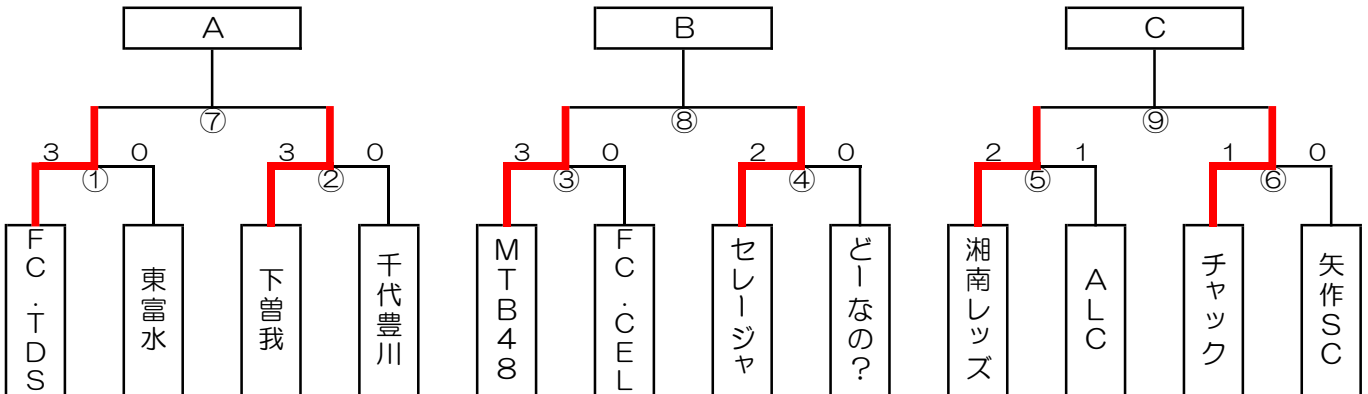 A
B
C
⑦
⑧
⑨
3 0
3 0
3 0
2 0
2 1
1 0
①
②
③
④
⑤
⑥
FC.TDS
東富水
下曽我
千代豊川
MTB48
FC.CEL
セレージャ
どーなの?
湘南レッズ
ALC
チャック
矢作SC